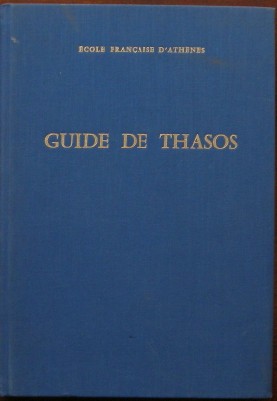 ÉCOLE FRANÇAISE D'ATHÈNES
GUIDE DE THASOS